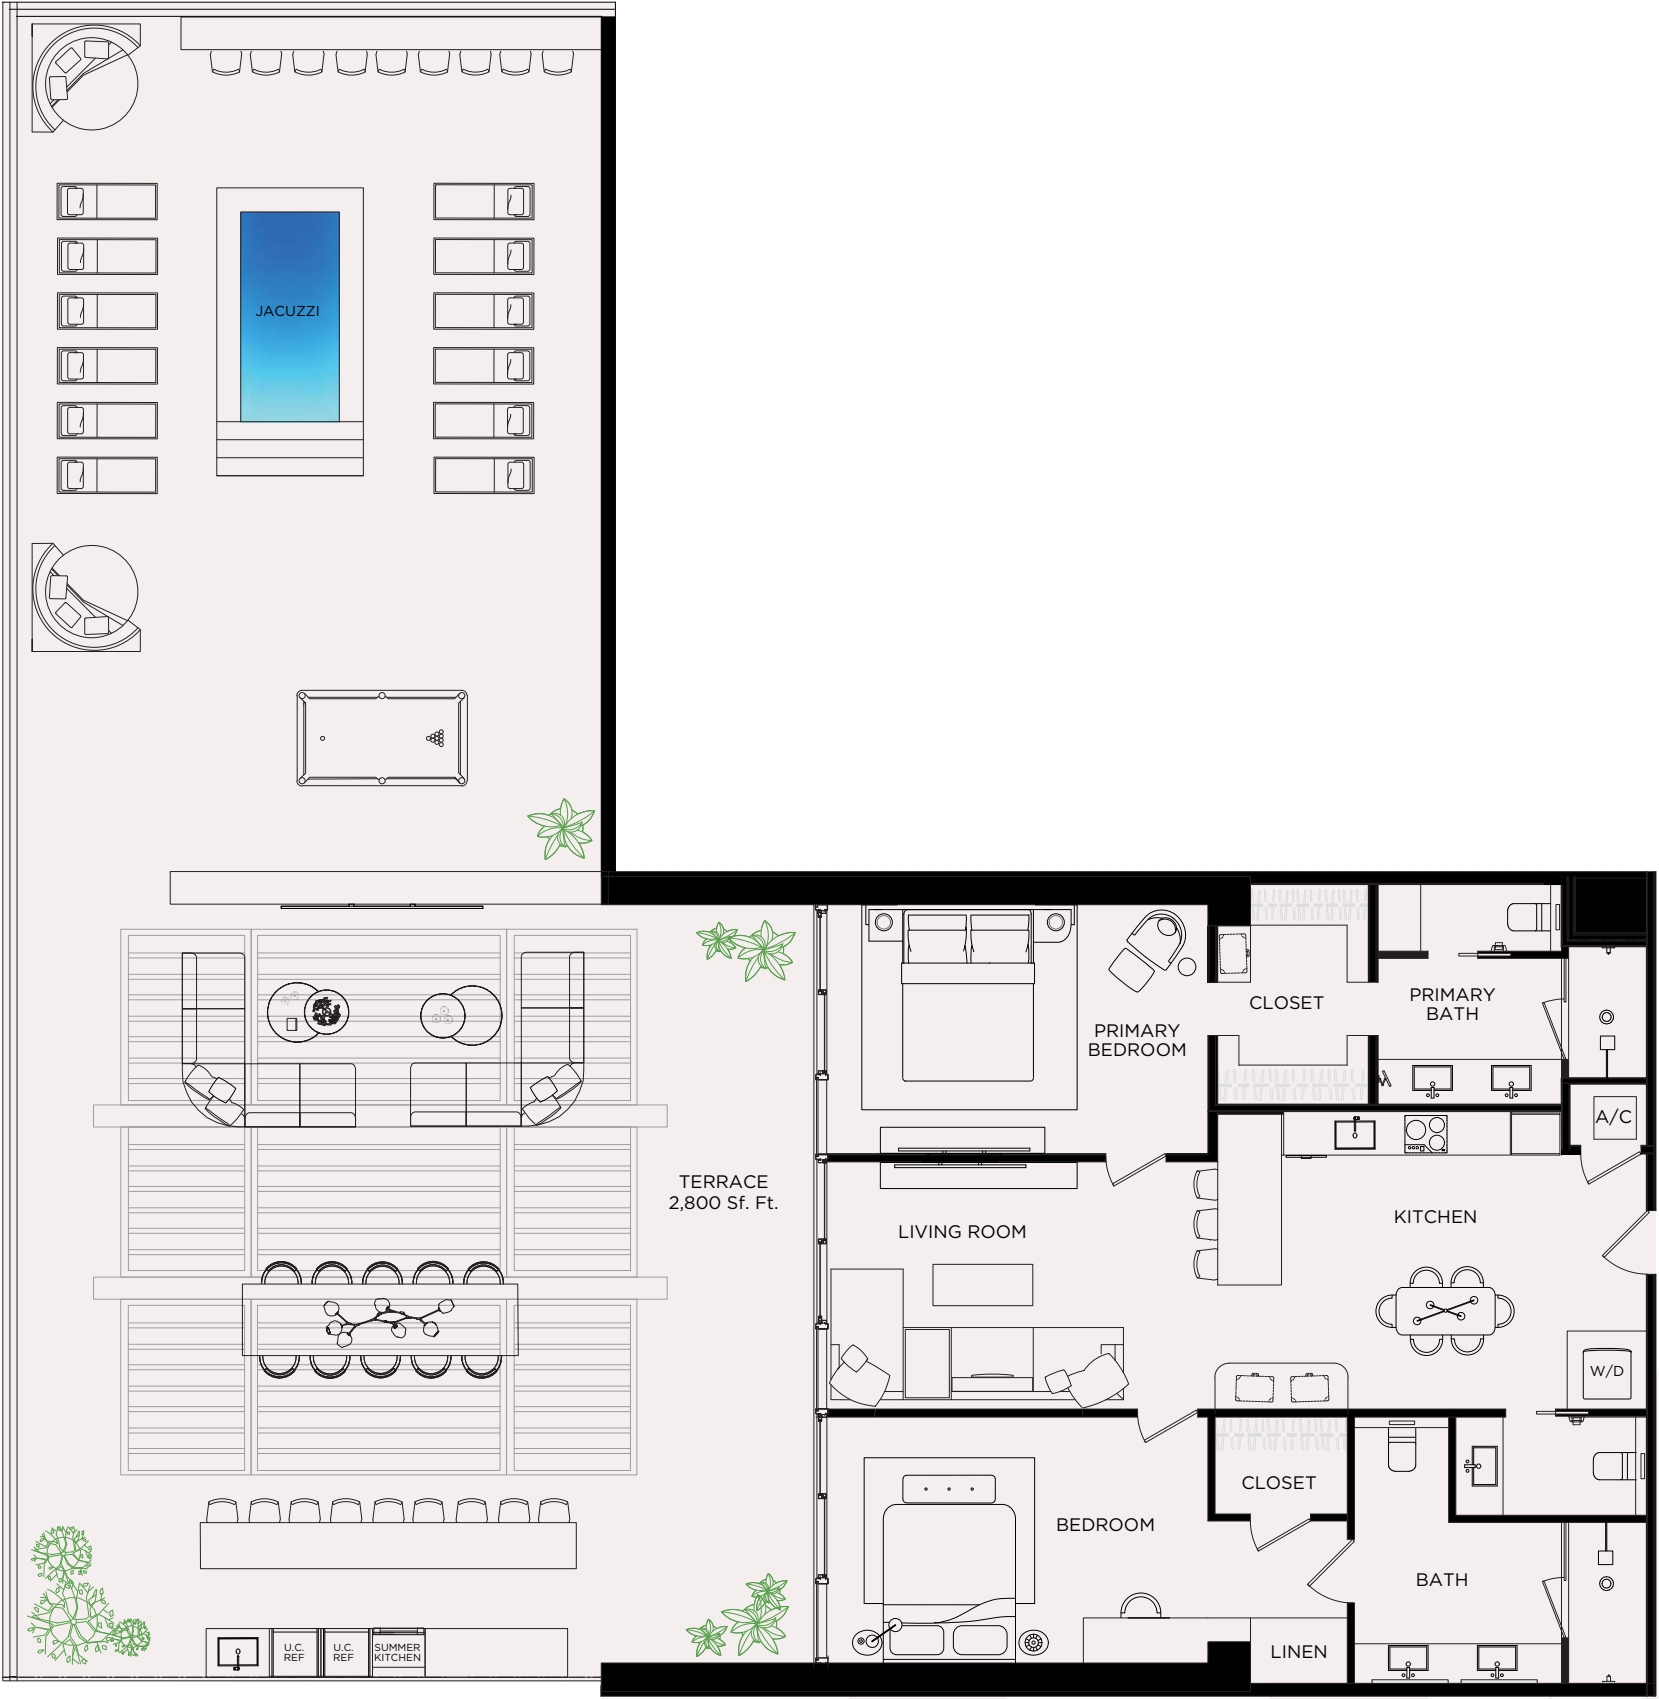 JACUZZI
CLOSET
PRIMARY
BATH
PRIMARY
BEDROOM
A/C
TERRACE
2,800 Sf. Ft.
LIVING ROOM
KITCHEN
W/D
CLOSET
BEDROOM
BATH
LINEN
U.C.
REF
U.C.
REF
SUMMER
KITCHEN